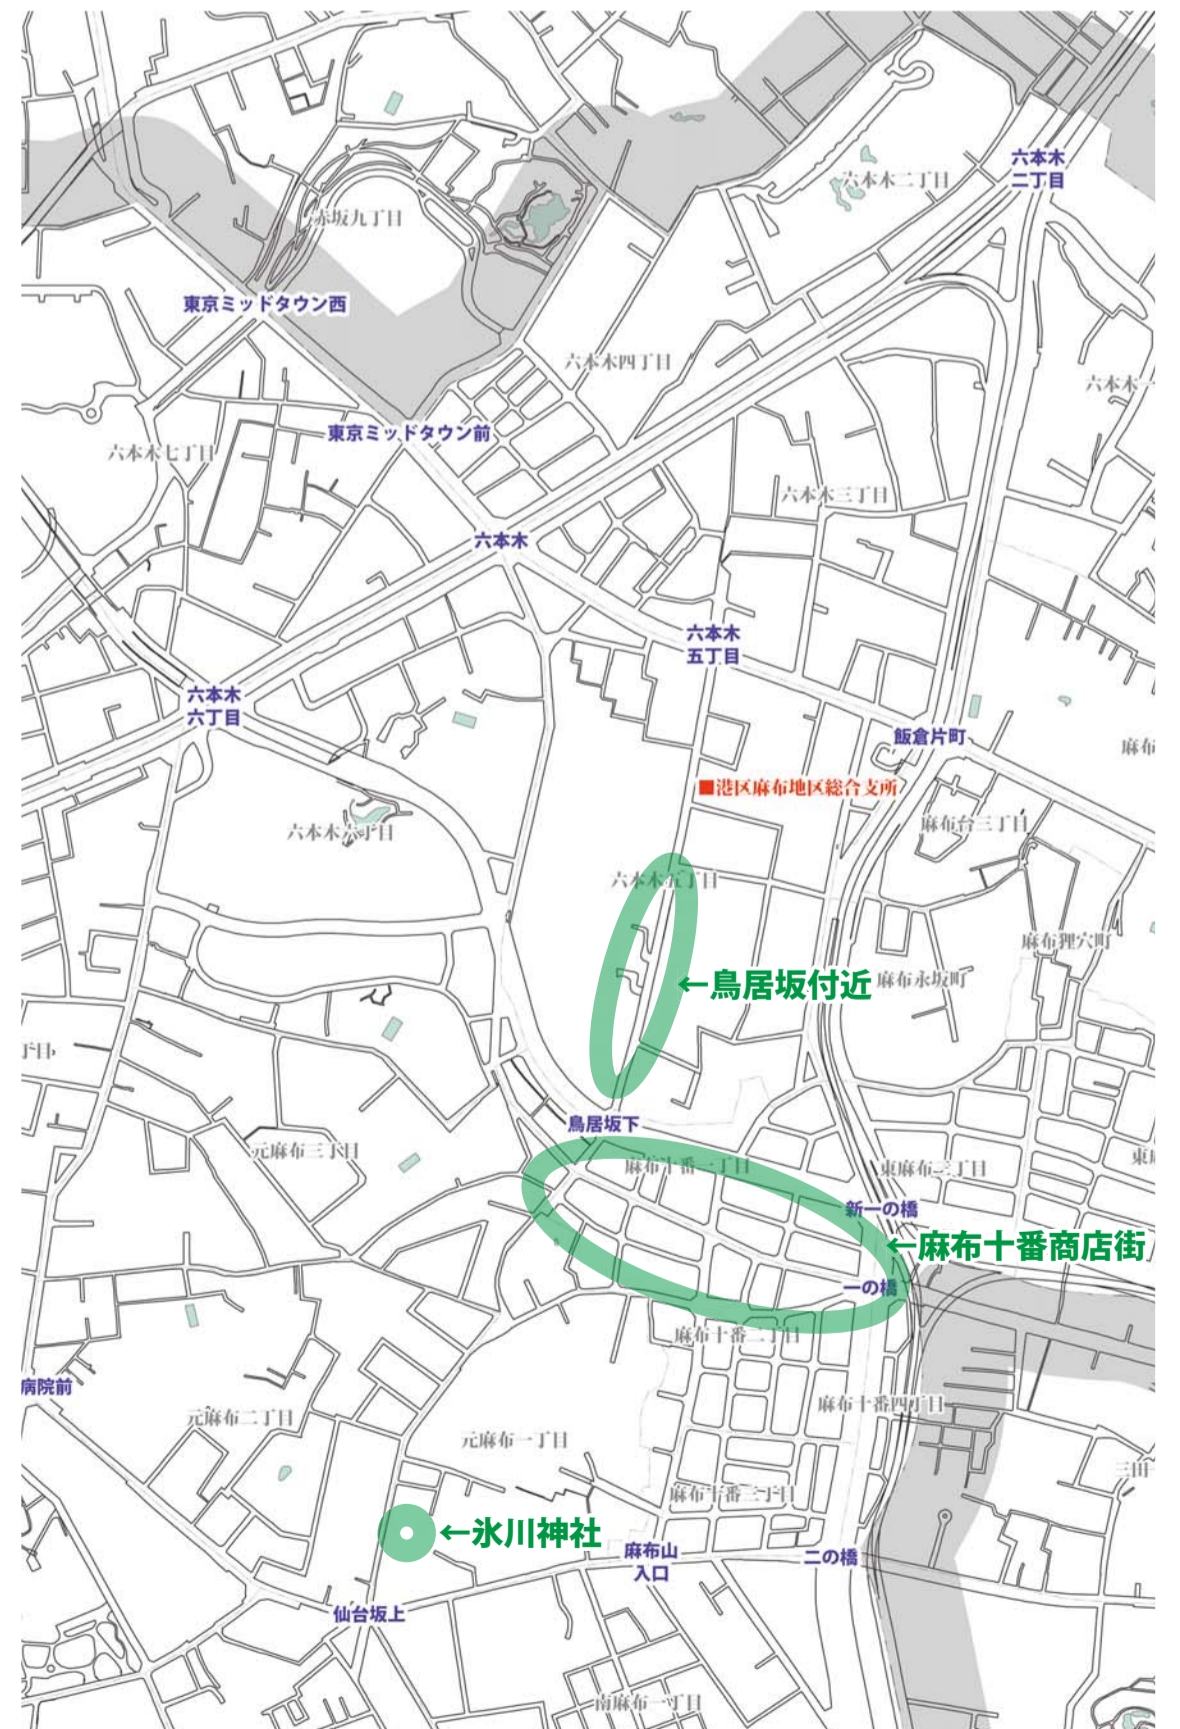 六本木
二丁目
六本木二丁目
赤坂九丁目
東京ミッドタウン西
六本木四丁目
六本木一
東京ミッドタウン前
六本木七丁目
六本木三丁目
六本木
六本木
五丁目
六本木
六丁目
飯倉片町
麻布
■港区麻布地区総合支所
六本木六丁目
麻布台三丁目
六本木五丁目
麻布狸穴町
←鳥居坂付近
麻布永坂町
丁目
鳥居坂下
元麻布三丁目
麻布十番一丁目
東麻布三丁目
東麻
新一の橋
←麻布十番商店街
一の橋
麻布十番二丁目
病院前
麻布十番四丁目
元麻布二丁目
元麻布一丁目
三田一
麻布十番三丁目
←氷川神社
麻布山
入口
二の橋
仙台坂上
南麻布一丁目